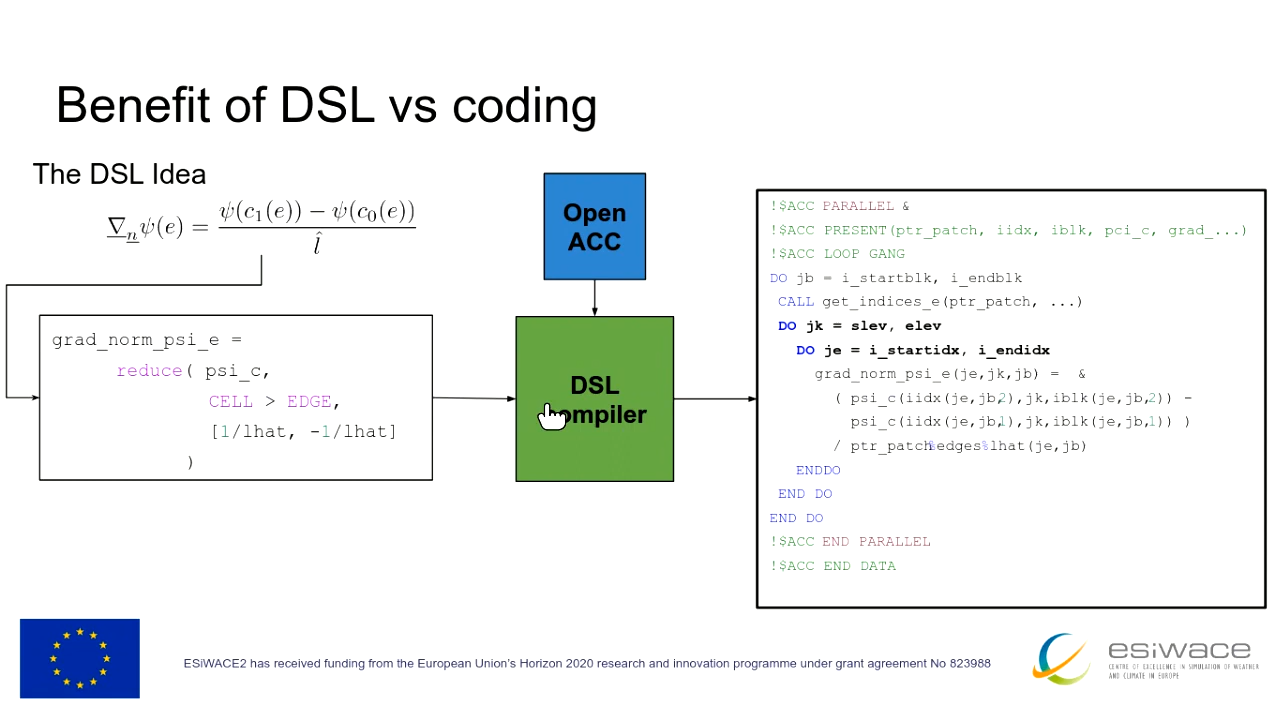 Benefit of DSL vs coding
The DSL Idea
∇_n ψ(e) = (ψ(c₁(e)) − ψ(c₀(e))) / l̂
grad_norm_psi_e =
reduce( psi_c,
CELL > EDGE,
[1/lhat, -1/lhat]
)
Open
ACC
DSL
compiler
!$ACC PARALLEL &
!$ACC PRESENT(ptr_patch, iidx, iblk, pci_c, grad_...)
!$ACC LOOP GANG
DO jb = i_startblk, i_endblk
CALL get_indices_e(ptr_patch, ...)
DO jk = slev, elev
DO je = i_startidx, i_endidx
grad_norm_psi_e(je,jk,jb) = &
( psi_c(iidx(je,jb,2),jk,iblk(je,jb,2)) -
psi_c(iidx(je,jb,1),jk,iblk(je,jb,1)) )
/ ptr_patch%edges%lhat(je,jb)
ENDDO
END DO
END DO
!$ACC END PARALLEL
!$ACC END DATA
ESiWACE2 has received funding from the European Union's Horizon 2020 research and innovation programme under grant agreement No 823988
esiwace
CENTRE OF EXCELLENCE IN SIMULATION OF WEATHER
AND CLIMATE IN EUROPE